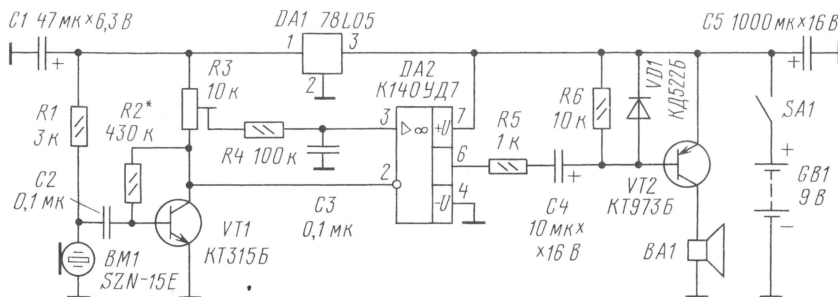 C1 47 мк × 6,3 В
DA1 78L05
C5 1000 мк × 16 В
+
1
3
2
+
R1
3 к
R2*
430 к
R3
10 к
DA2
К140УД7
R6
10 к
VD1
КД522Б
SA1
R4 100 к
3
▷∞
+U
7
6
R5
1 к
2
4
-U
C2
0,1 мк
C3
0,1 мк
C4
10 мк ×
× 16 В
+
VT2
КТ973Б
+
GB1
9 В
−
VT1
КТ315Б
BM1
SZN-15E
BA1